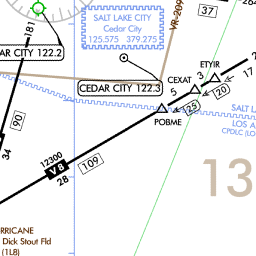 181
SALT LAKE CITY
Cedar City
125.575 379.275
VR-209
37
AR CITY 122.2
ETYIR
CEXAT
3
17
20
CEDAR CITY 122.3
5
125
POBME
SALT L
LOS A
CPDLC (LO
90
34
12300
V8
28
109
13
RRICANE
Dick Stout Fld
(1L8)